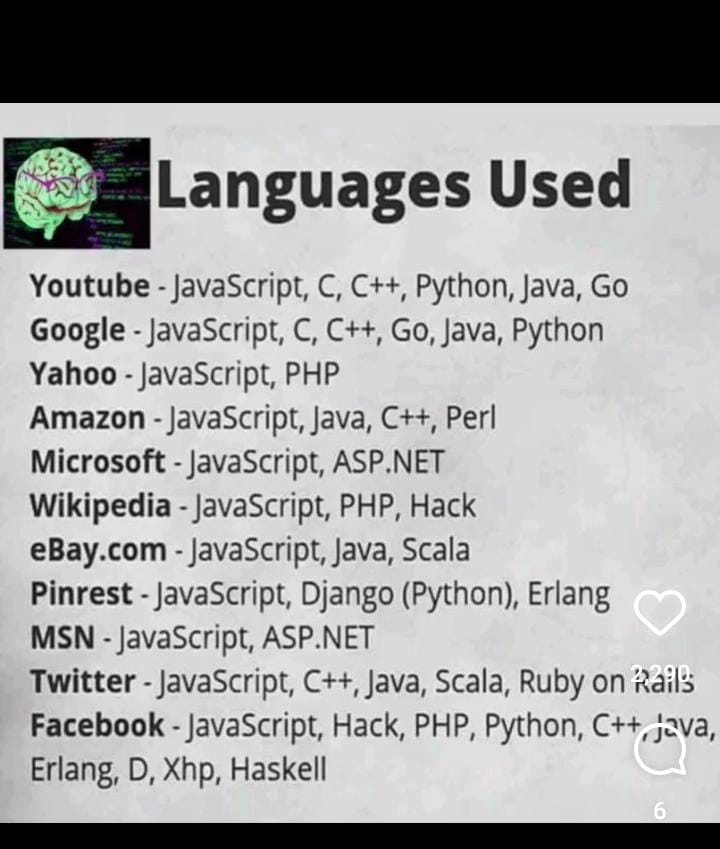 Languages Used
Youtube - JavaScript, C, C++, Python, Java, Go
Google - JavaScript, C, C++, Go, Java, Python
Yahoo - JavaScript, PHP
Amazon - JavaScript, Java, C++, Perl
Microsoft - JavaScript, ASP.NET
Wikipedia - JavaScript, PHP, Hack
eBay.com - JavaScript, Java, Scala
Pinrest - JavaScript, Django (Python), Erlang
MSN - JavaScript, ASP.NET
Twitter - JavaScript, C++, Java, Scala, Ruby on Rails
2,290
Facebook - JavaScript, Hack, PHP, Python, C++, Java,
Erlang, D, Xhp, Haskell
6